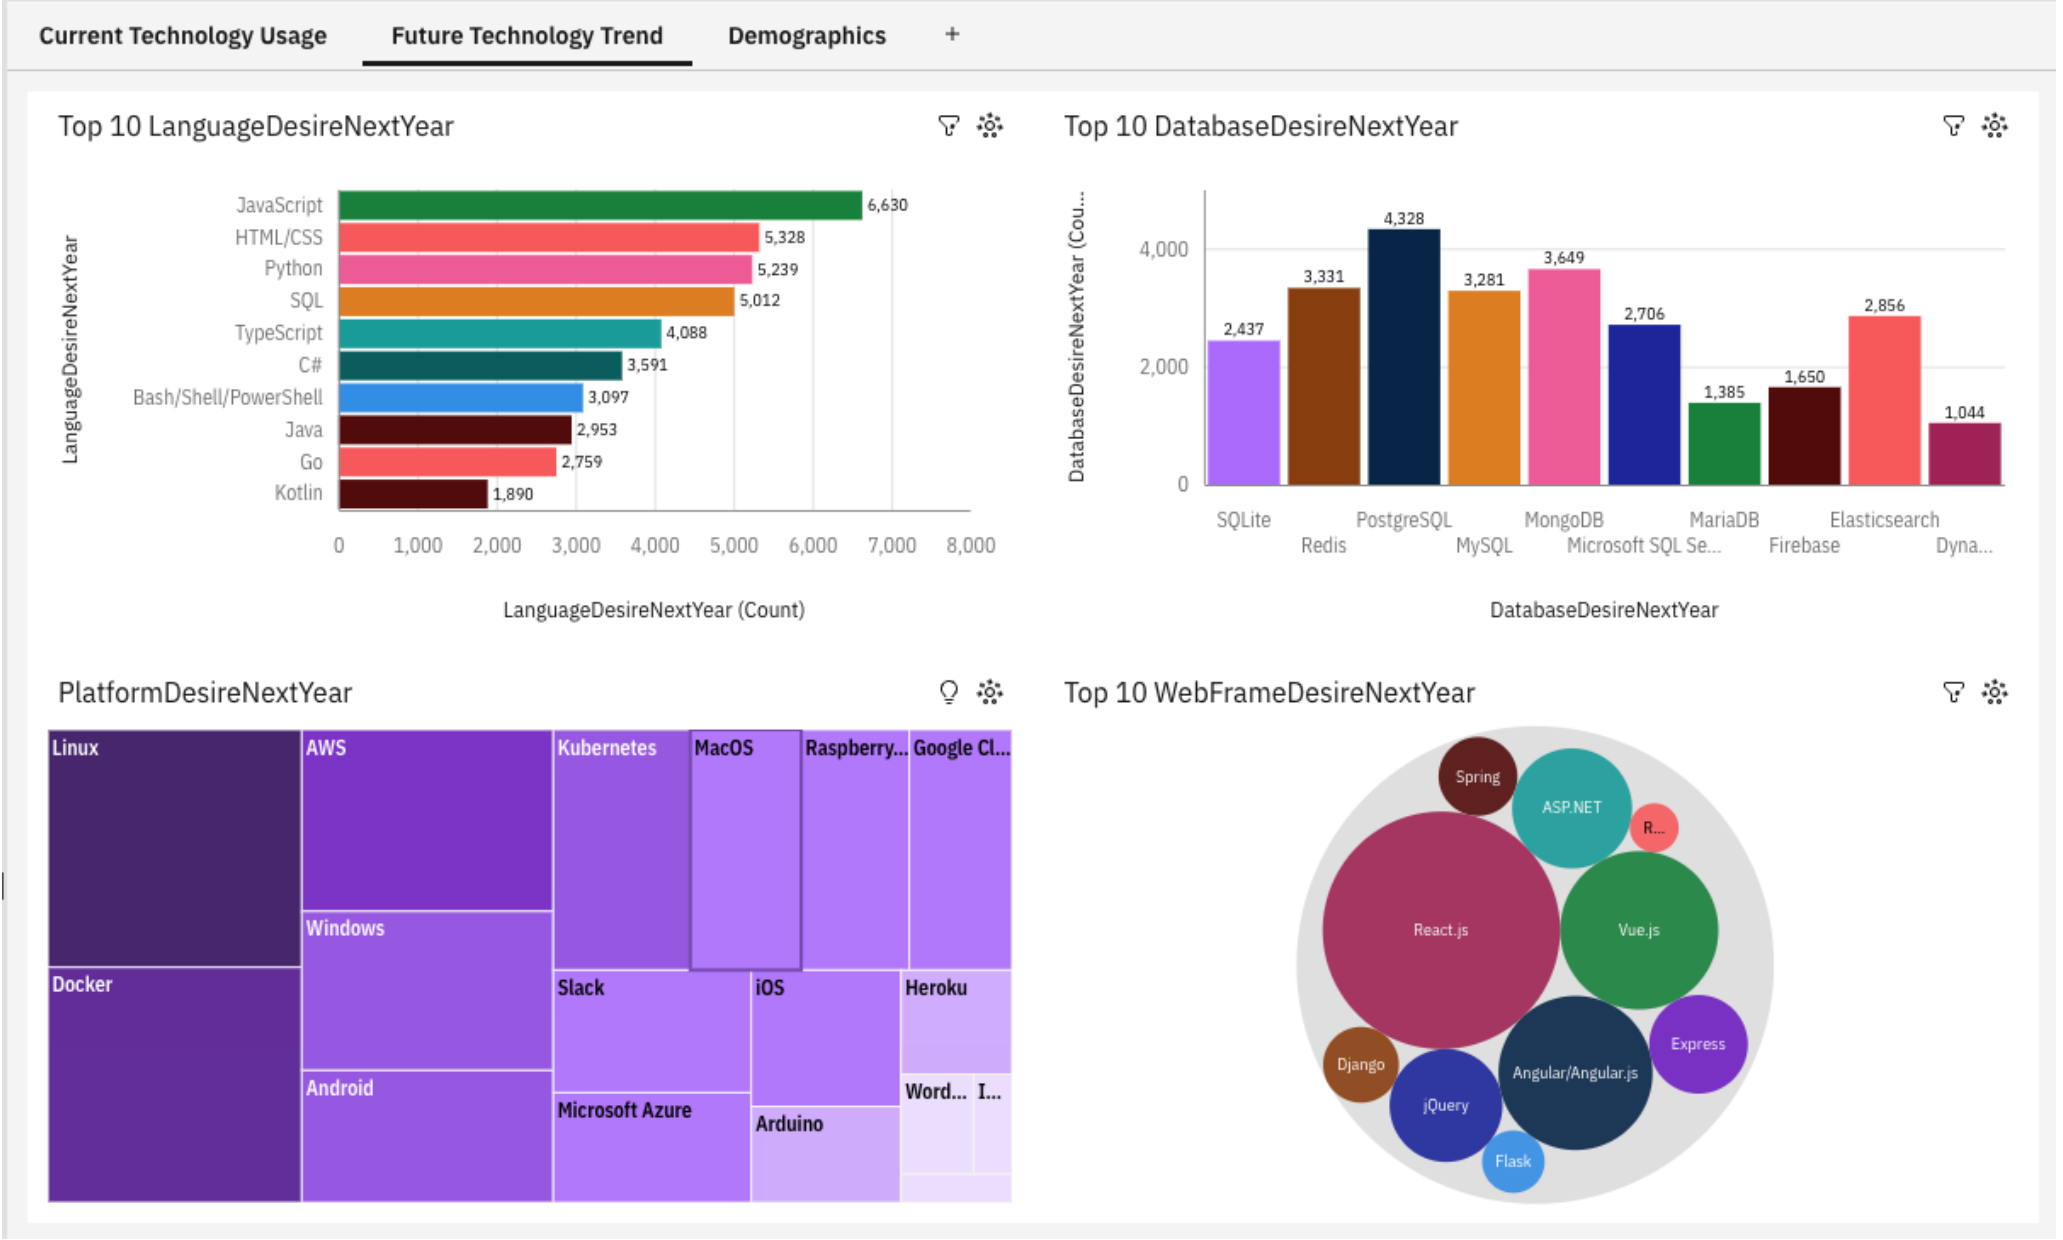 Current Technology Usage
Future Technology Trend
Demographics
+
Top 10 LanguageDesireNextYear
LanguageDesireNextYear
JavaScript 6,630
HTML/CSS 5,328
Python 5,239
SQL 5,012
TypeScript 4,088
C# 3,591
Bash/Shell/PowerShell 3,097
Java 2,953
Go 2,759
Kotlin 1,890
0 1,000 2,000 3,000 4,000 5,000 6,000 7,000 8,000
LanguageDesireNextYear (Count)
Top 10 DatabaseDesireNextYear
DatabaseDesireNextYear (Cou...
4,000
2,000
0
2,437
3,331
4,328
3,281
3,649
2,706
1,385
1,650
2,856
1,044
SQLite
Redis
PostgreSQL
MySQL
MongoDB
Microsoft SQL Se...
MariaDB
Firebase
Elasticsearch
Dyna...
DatabaseDesireNextYear
PlatformDesireNextYear
Linux
Docker
AWS
Windows
Android
Kubernetes
MacOS
Raspberry...
Google Cl...
Slack
iOS
Heroku
Microsoft Azure
Arduino
Word...
I...
Top 10 WebFrameDesireNextYear
Spring
ASP.NET
R...
React.js
Vue.js
Express
Django
Angular/Angular.js
jQuery
Flask